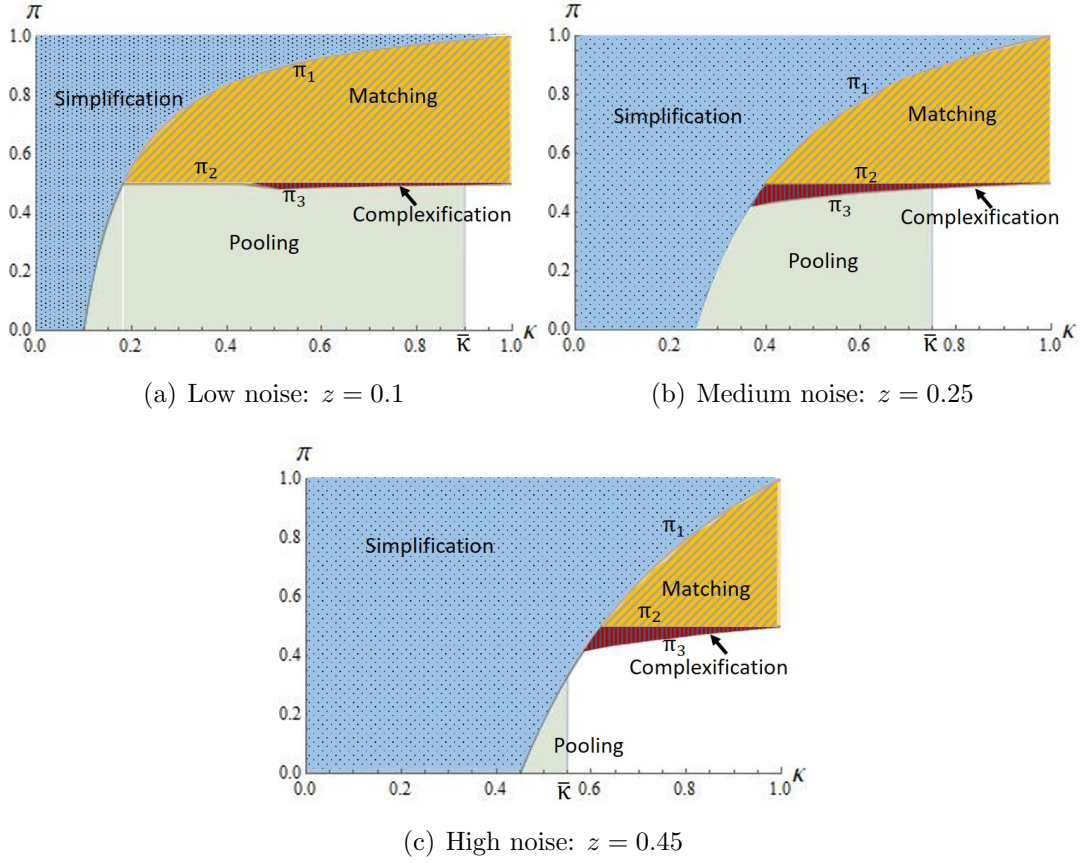 π
1.0
0.8
0.6
0.4
0.2
0.0
Simplification
π₁
Matching
π₂
π₃
Complexification
Pooling
0.0 0.2 0.4 0.6 0.8 κ̄ 1.0 κ
(a) Low noise: z = 0.1
π
1.0
0.8
0.6
0.4
0.2
0.0
Simplification
π₁
Matching
π₂
π₃
Complexification
Pooling
0.0 0.4 0.6 κ̄ 0.8 1.0 κ
(b) Medium noise: z = 0.25
π
1.0
0.8
0.6
0.4
0.2
0.0
Simplification
π₁
Matching
π₂
π₃
Complexification
Pooling
0.0 0.2 0.4 κ̄ 0.6 0.8 1.0 κ
(c) High noise: z = 0.45